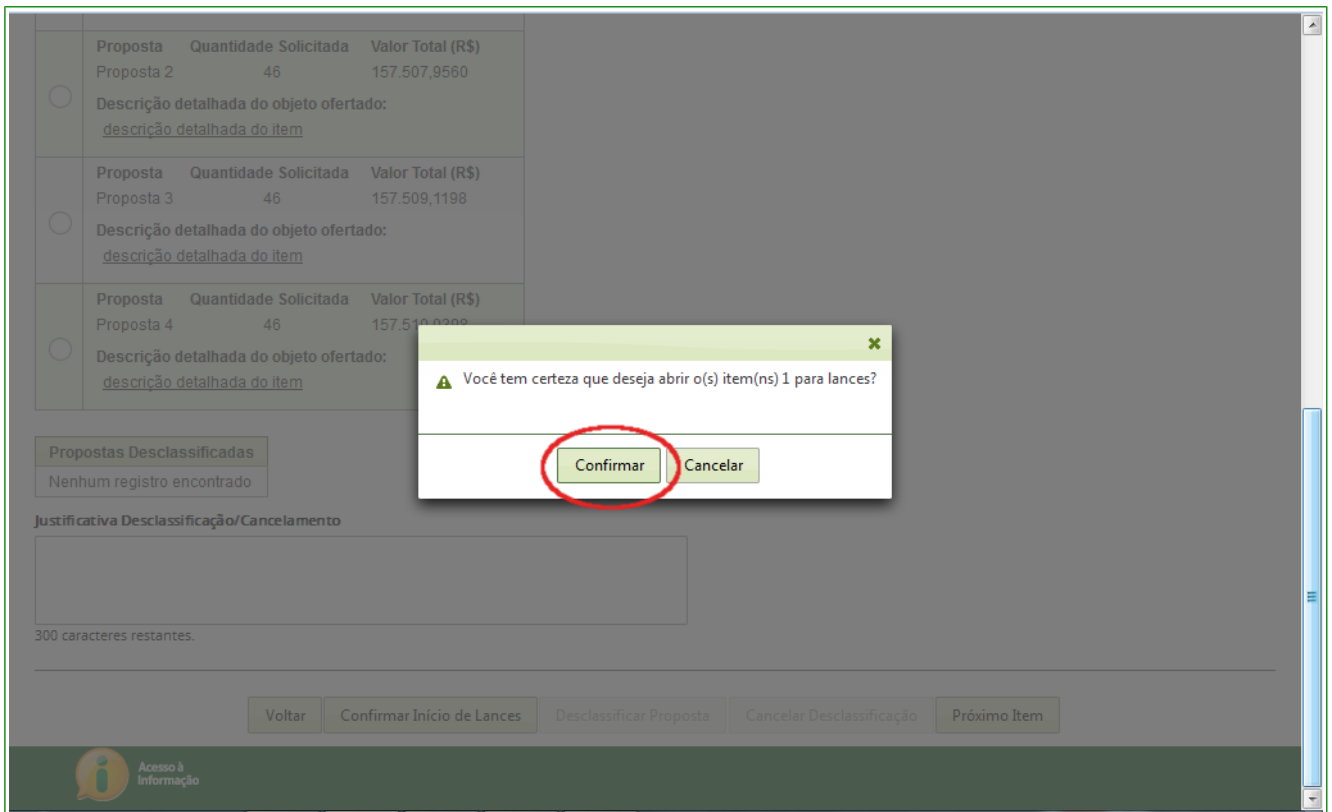 Proposta Quantidade Solicitada Valor Total (R$)
Proposta 2 46 157.507,9560
Descrição detalhada do objeto ofertado:
descrição detalhada do item
Proposta Quantidade Solicitada Valor Total (R$)
Proposta 3 46 157.509,1198
Descrição detalhada do objeto ofertado:
descrição detalhada do item
Proposta Quantidade Solicitada Valor Total (R$)
Proposta 4 46
Descrição detalhada do objeto ofertado:
descrição detalhada do item
Você tem certeza que deseja abrir o(s) item(ns) 1 para lances?
Confirmar Cancelar
Propostas Desclassificadas
Nenhum registro encontrado
Justificativa Desclassificação/Cancelamento
300 caracteres restantes.
Voltar Confirmar Início de Lances Desclassificar Proposta Cancelar Desclassificação Próximo Item
Acesso à
Informação